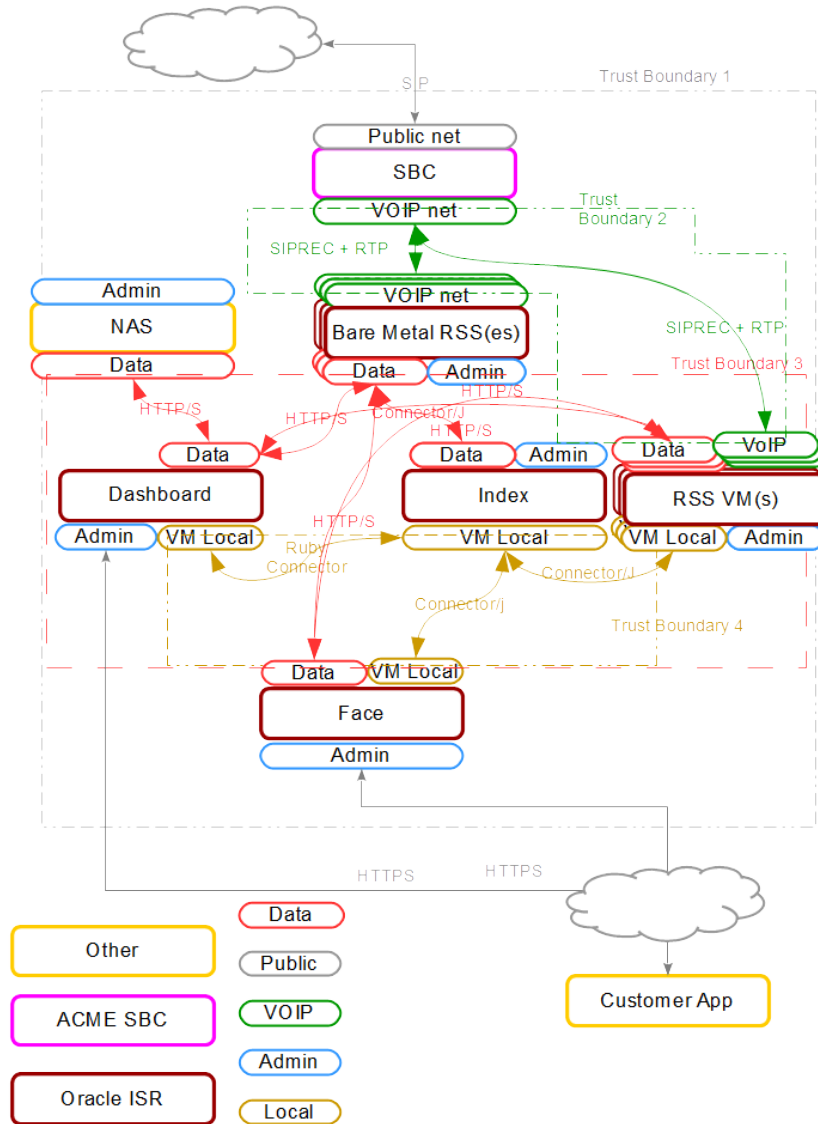 Trust Boundary 1
SIP
Public net
SBC
VOIP net
Trust
Boundary 2
SIPREC + RTP
Admin
NAS
Data
VOIP net
Bare Metal RSS(es)
Data
Admin
SIPREC + RTP
Trust Boundary 3
HTTP/S
HTTP/S
Connector/J
HTTP/S
HTTP/S
Data
Dashboard
Admin
VM Local
Data
Admin
Index
VM Local
Data
VoIP
RSS VM(s)
VM Local
Admin
HTTP/S
Ruby
Connector
Connector/J
Connector/j
Trust Boundary 4
Data
VM Local
Face
Admin
HTTPS
HTTPS
Data
Other
Public
ACME SBC
VOIP
Customer App
Admin
Oracle ISR
Local